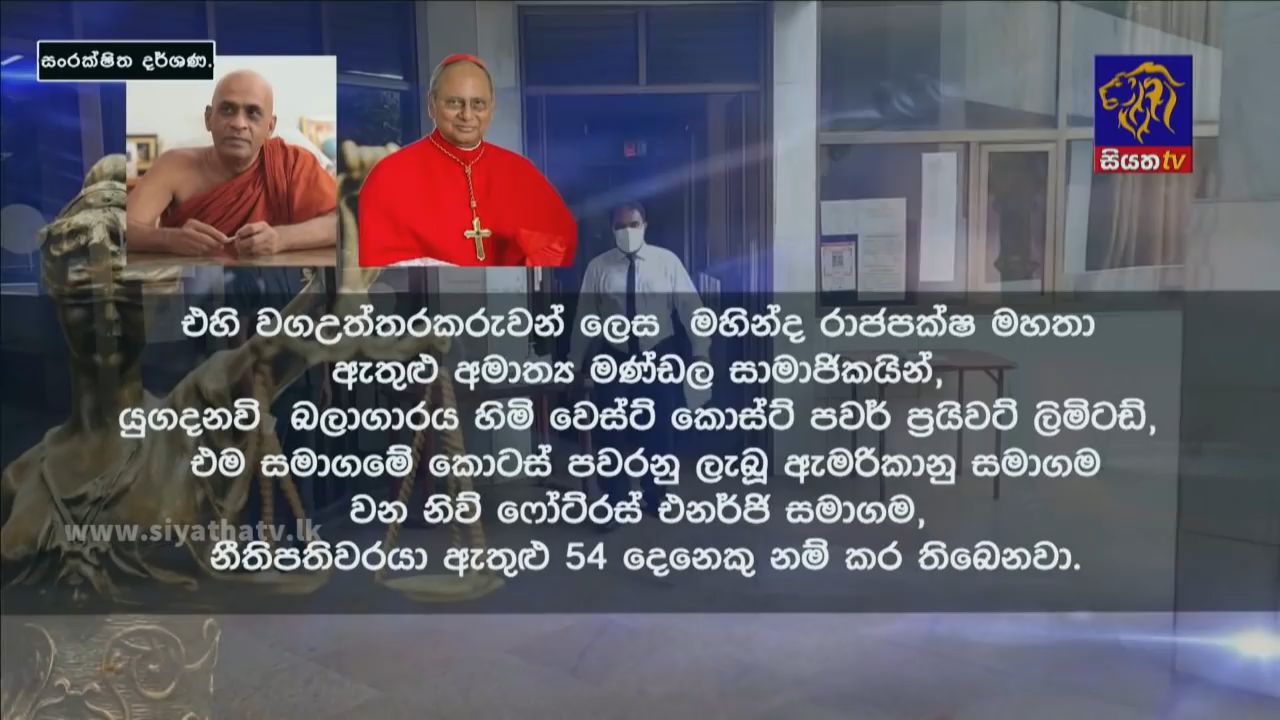 සංරක්ෂිත දර්ශණ.
සියත tv
එහි වගඋත්තරකරුවන් ලෙස මහින්ද රාජපක්ෂ මහතා
ඇතුළු අමාත්‍ය මණ්ඩල සාමාජිකයින්,
යුගදනවි බලාගාරය හිමි වෙස්ට් කොස්ට් පවර් ප්‍රයිවට් ලිමිටඩ්,
එම සමාගමේ කොටස් පවරනු ලැබූ ඇමරිකානු සමාගම
වන නිව් ෆෝට්රස් එනර්ජි සමාගම,
www.siyathatv.lk
නීතිපතිවරයා ඇතුළු 54 දෙනෙකු නම් කර තිබෙනවා.